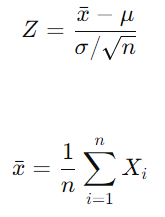 Z = (x̄ − μ) / (σ/√n)
x̄ = (1/n) ∑_{i=1}^{n} X_i